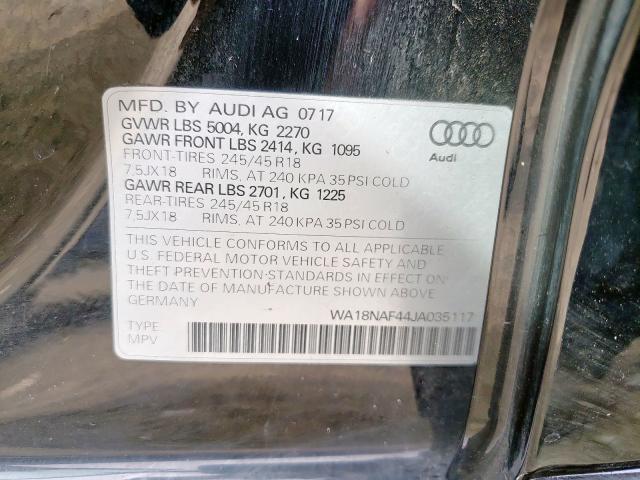 MFD. BY AUDI AG 07 17
GVWR LBS 5004, KG 2270
GAWR FRONT LBS 2414, KG 1095
FRONT-TIRES 245/45 R18
7,5JX18 RIMS, AT 240 KPA 35 PSI COLD
GAWR REAR LBS 2701, KG 1225
REAR-TIRES 245/45 R18
7,5JX18 RIMS, AT 240 KPA 35 PSI COLD
Audi
THIS VEHICLE CONFORMS TO ALL APPLICABLE
U.S. FEDERAL MOTOR VEHICLE SAFETY AND
THEFT PREVENTION STANDARDS IN EFFECT ON
THE DATE OF MANUFACTURE SHOWN ABOVE
GERMANY
WA18NAF44JA035117
TYPE
MPV